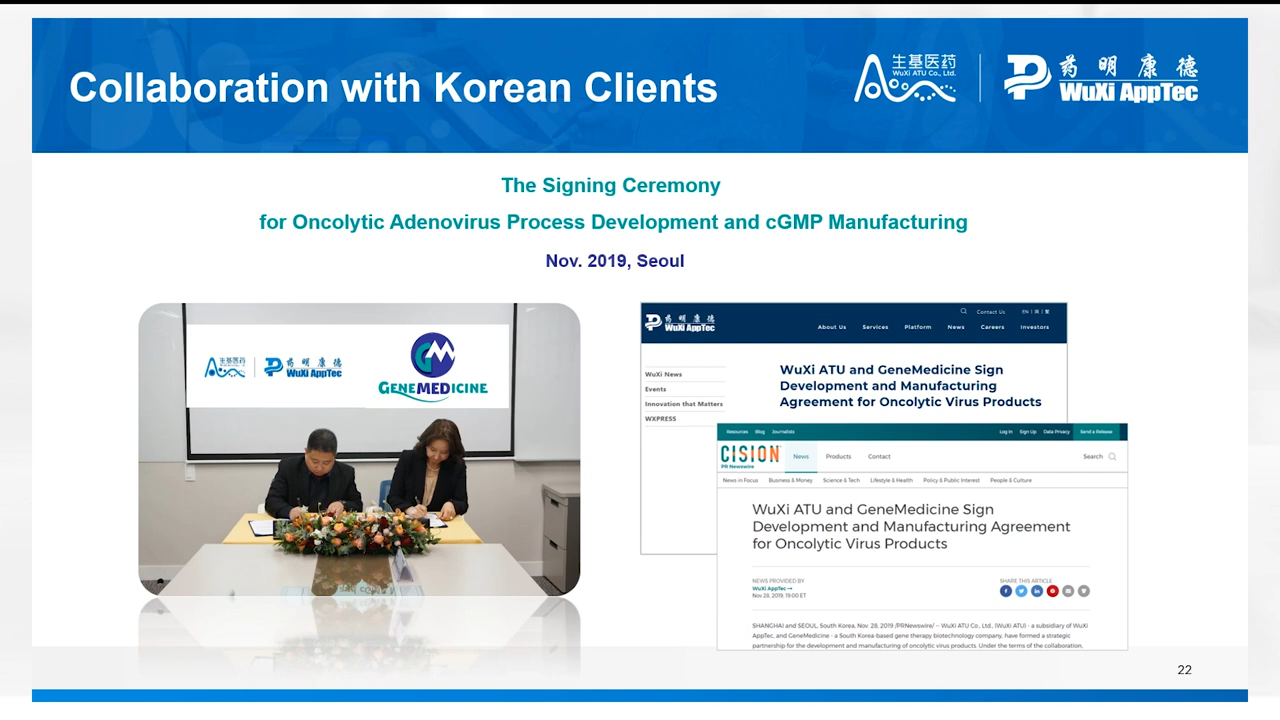 Collaboration with Korean Clients
生基医药
WuXi ATU Co., Ltd.
药明康德
WuXi AppTec
The Signing Ceremony
for Oncolytic Adenovirus Process Development and cGMP Manufacturing
Nov. 2019, Seoul
生基医药
药明康德
WuXi AppTec
GM
GENEMEDICINE
药明康德
WuXi AppTec
Contact Us
EN | 简 | 繁
About Us Services Platform News Careers Investors
WuXi News
Events
Innovation that Matters
WXPRESS
WuXi ATU and GeneMedicine Sign
Development and Manufacturing
Agreement for Oncolytic Virus Products
Resources Blog Journalists Log In Sign Up Data Privacy Send a Release
CISION
PR Newswire
News Products Contact Search
News in Focus Business & Money Science & Tech Lifestyle & Health Policy & Public Interest People & Culture
WuXi ATU and GeneMedicine Sign
Development and Manufacturing Agreement
for Oncolytic Virus Products
NEWS PROVIDED BY
WuXi AppTec →
Nov 28, 2019, 19:00 ET
SHARE THIS ARTICLE
SHANGHAI and SEOUL, South Korea, Nov. 28, 2019 /PRNewswire/ -- WuXi ATU Co., Ltd., (WuXi ATU) - a subsidiary of WuXi
AppTec, and GeneMedicine - a South Korea-based gene therapy biotechnology company, have formed a strategic
partnership for the development and manufacturing of oncolytic virus products. Under the terms of the collaboration,
22